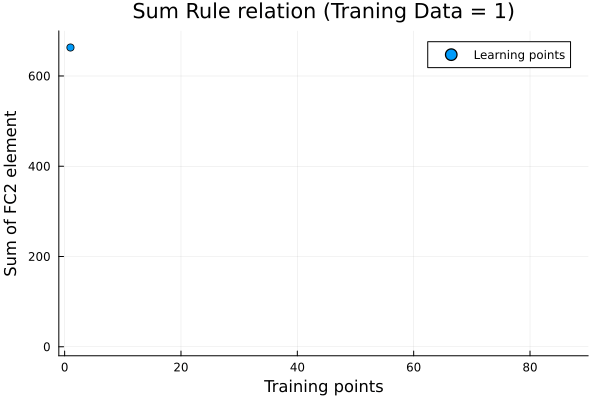 Sum Rule relation (Traning Data = 1)
Learning points
600
400
200
0
Sum of FC2 element
0 20 40 60 80
Training points